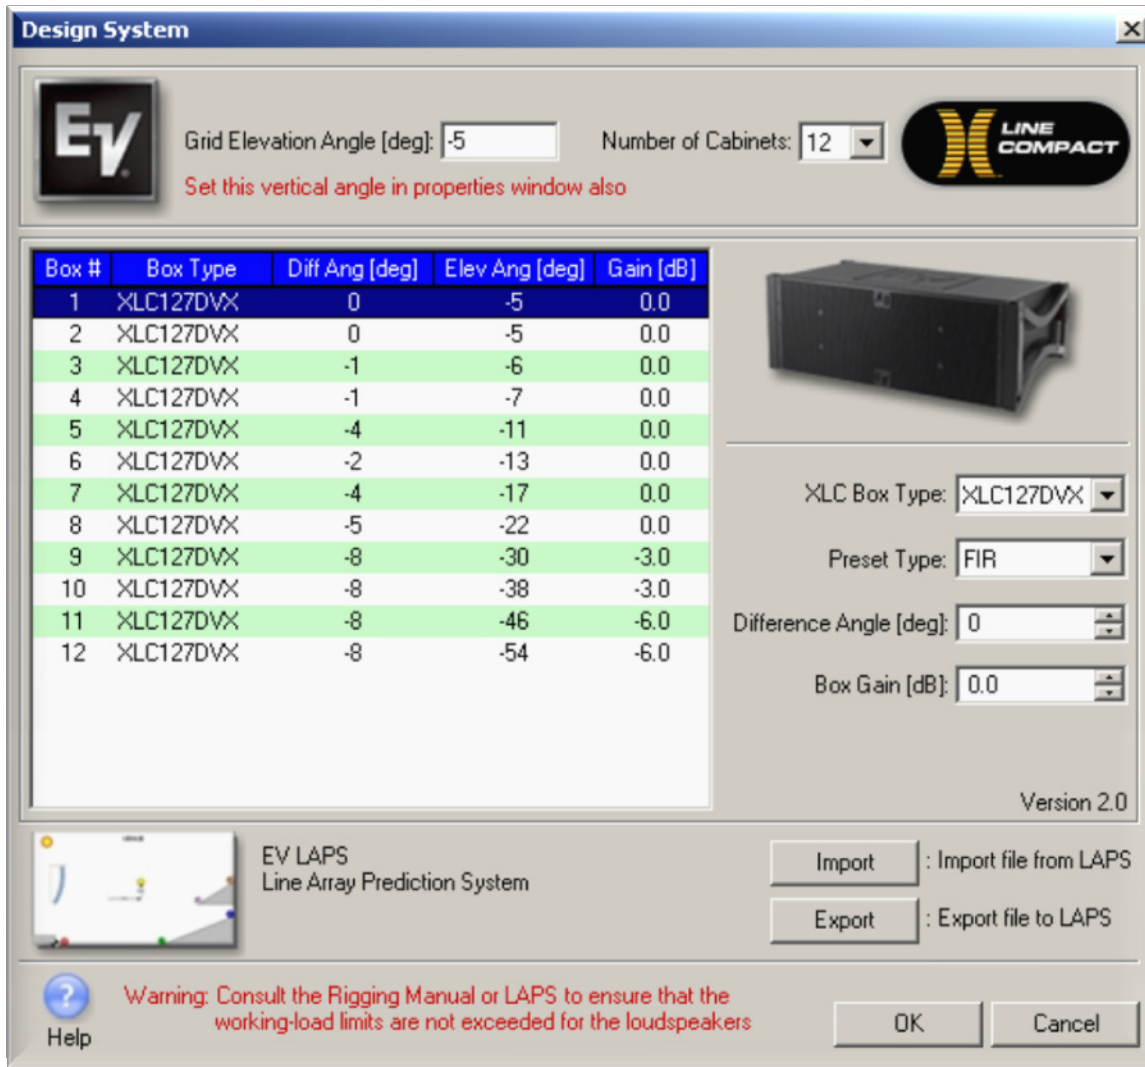 Design System
EV
Grid Elevation Angle [deg]: -5 Number of Cabinets: 12
LINE
COMPACT
Set this vertical angle in properties window also
Box # Box Type Diff Ang [deg] Elev Ang [deg] Gain [dB]
1 XLC127DVX 0 -5 0.0
2 XLC127DVX 0 -5 0.0
3 XLC127DVX -1 -6 0.0
4 XLC127DVX -1 -7 0.0
5 XLC127DVX -4 -11 0.0
6 XLC127DVX -2 -13 0.0
7 XLC127DVX -4 -17 0.0
8 XLC127DVX -5 -22 0.0
9 XLC127DVX -8 -30 -3.0
10 XLC127DVX -8 -38 -3.0
11 XLC127DVX -8 -46 -6.0
12 XLC127DVX -8 -54 -6.0
XLC Box Type: XLC127DVX
Preset Type: FIR
Difference Angle [deg]: 0
Box Gain [dB]: 0.0
Version 2.0
EV LAPS
Line Array Prediction System
Import : Import file from LAPS
Export : Export file to LAPS
? Help
Warning: Consult the Rigging Manual or LAPS to ensure that the
working-load limits are not exceeded for the loudspeakers
OK Cancel